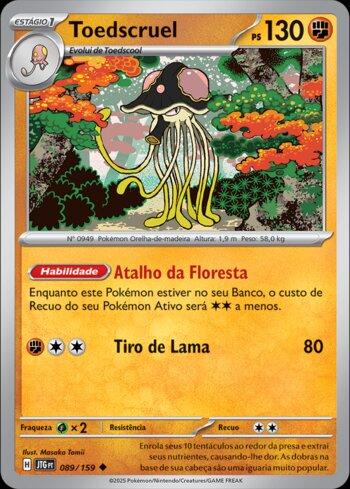 ESTÁGIO 1
Toedscruel
PS 130
Evolui de Toedscool
Nº 0949 Pokémon Orelha-de-madeira Altura: 1,9 m Peso: 58,0 kg
Habilidade Atalho da Floresta
Enquanto este Pokémon estiver no seu Banco, o custo de
Recuo do seu Pokémon Ativo será a menos.
Tiro de Lama 80
Fraqueza ×2 Resistência Recuo
Ilust. Masako Tomii
H JTG PT 089/159
Enrola seus 10 tentáculos ao redor da presa e extrai
seus nutrientes, causando-lhe dor. As dobras na
base de sua cabeça são uma iguaria muito popular.
©2025 Pokémon/Nintendo/Creatures/GAME FREAK